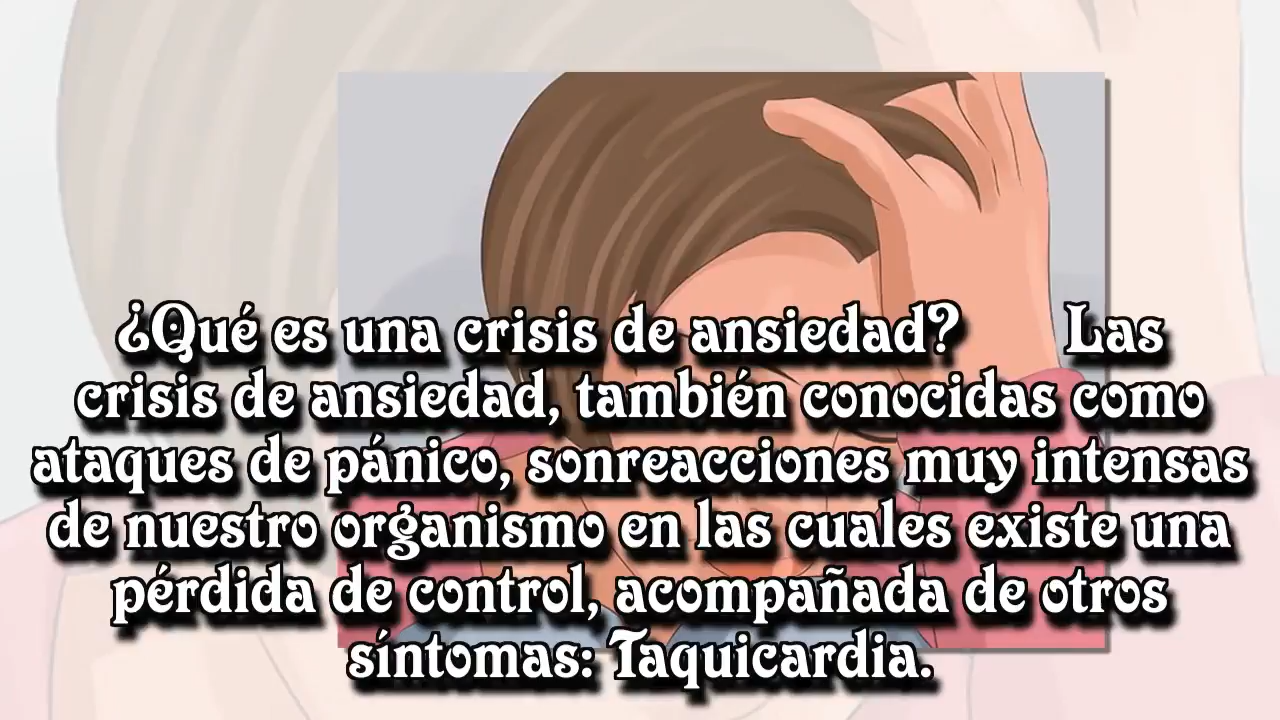 ¿Qué es una crisis de ansiedad? Las
crisis de ansiedad, también conocidas como
ataques de pánico, sonreacciones muy intensas
de nuestro organismo en las cuales existe una
pérdida de control, acompañada de otros
síntomas: Taquicardia.